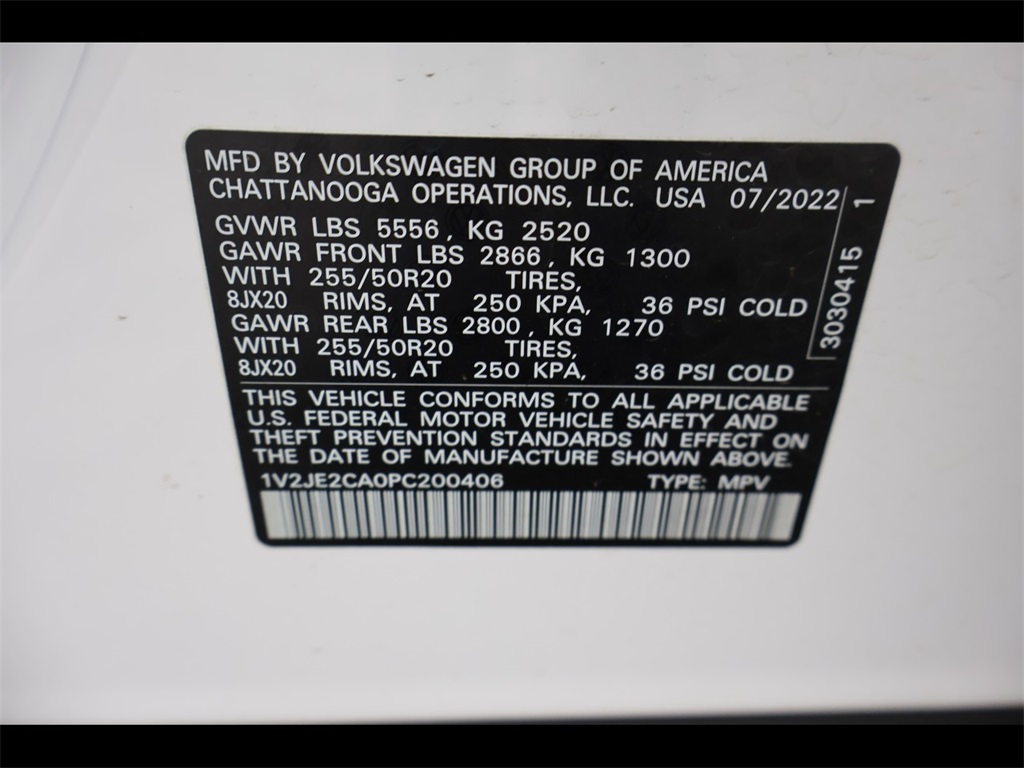 MFD BY VOLKSWAGEN GROUP OF AMERICA
CHATTANOOGA OPERATIONS, LLC. USA 07/2022
GVWR LBS 5556, KG 2520
GAWR FRONT LBS 2866, KG 1300
WITH 255/50R20 TIRES,
8JX20 RIMS, AT 250 KPA, 36 PSI COLD
GAWR REAR LBS 2800, KG 1270
WITH 255/50R20 TIRES,
8JX20 RIMS, AT 250 KPA, 36 PSI COLD
THIS VEHICLE CONFORMS TO ALL APPLICABLE
U.S. FEDERAL MOTOR VEHICLE SAFETY AND
THEFT PREVENTION STANDARDS IN EFFECT ON
THE DATE OF MANUFACTURE SHOWN ABOVE.
1V2JE2CA0PC200406 TYPE: MPV
3030415 1